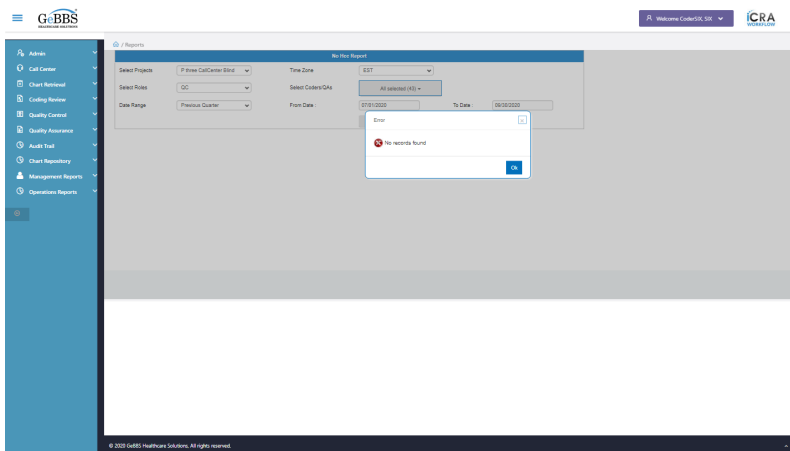 GeBBS
HEALTHCARE SOLUTIONS
Welcome CoderSIX, SIX
iCRA
WORKFLOW
/ Reports
Admin
Call Center
Chart Retrieval
Coding Review
Quality Control
Quality Assurance
Audit Trail
Chart Repository
Management Reports
Operations Reports
No Hcc Report
Select Projects P three CallCenter Blind Time Zone EST
Select Roles QC Select Coders/QAs All selected (43)
Date Range Previous Quarter From Date : 07/01/2020 To Date : 09/30/2020
Error
x
No records found
Ok
© 2020 GeBBS Healthcare Solutions, All rights reserved.